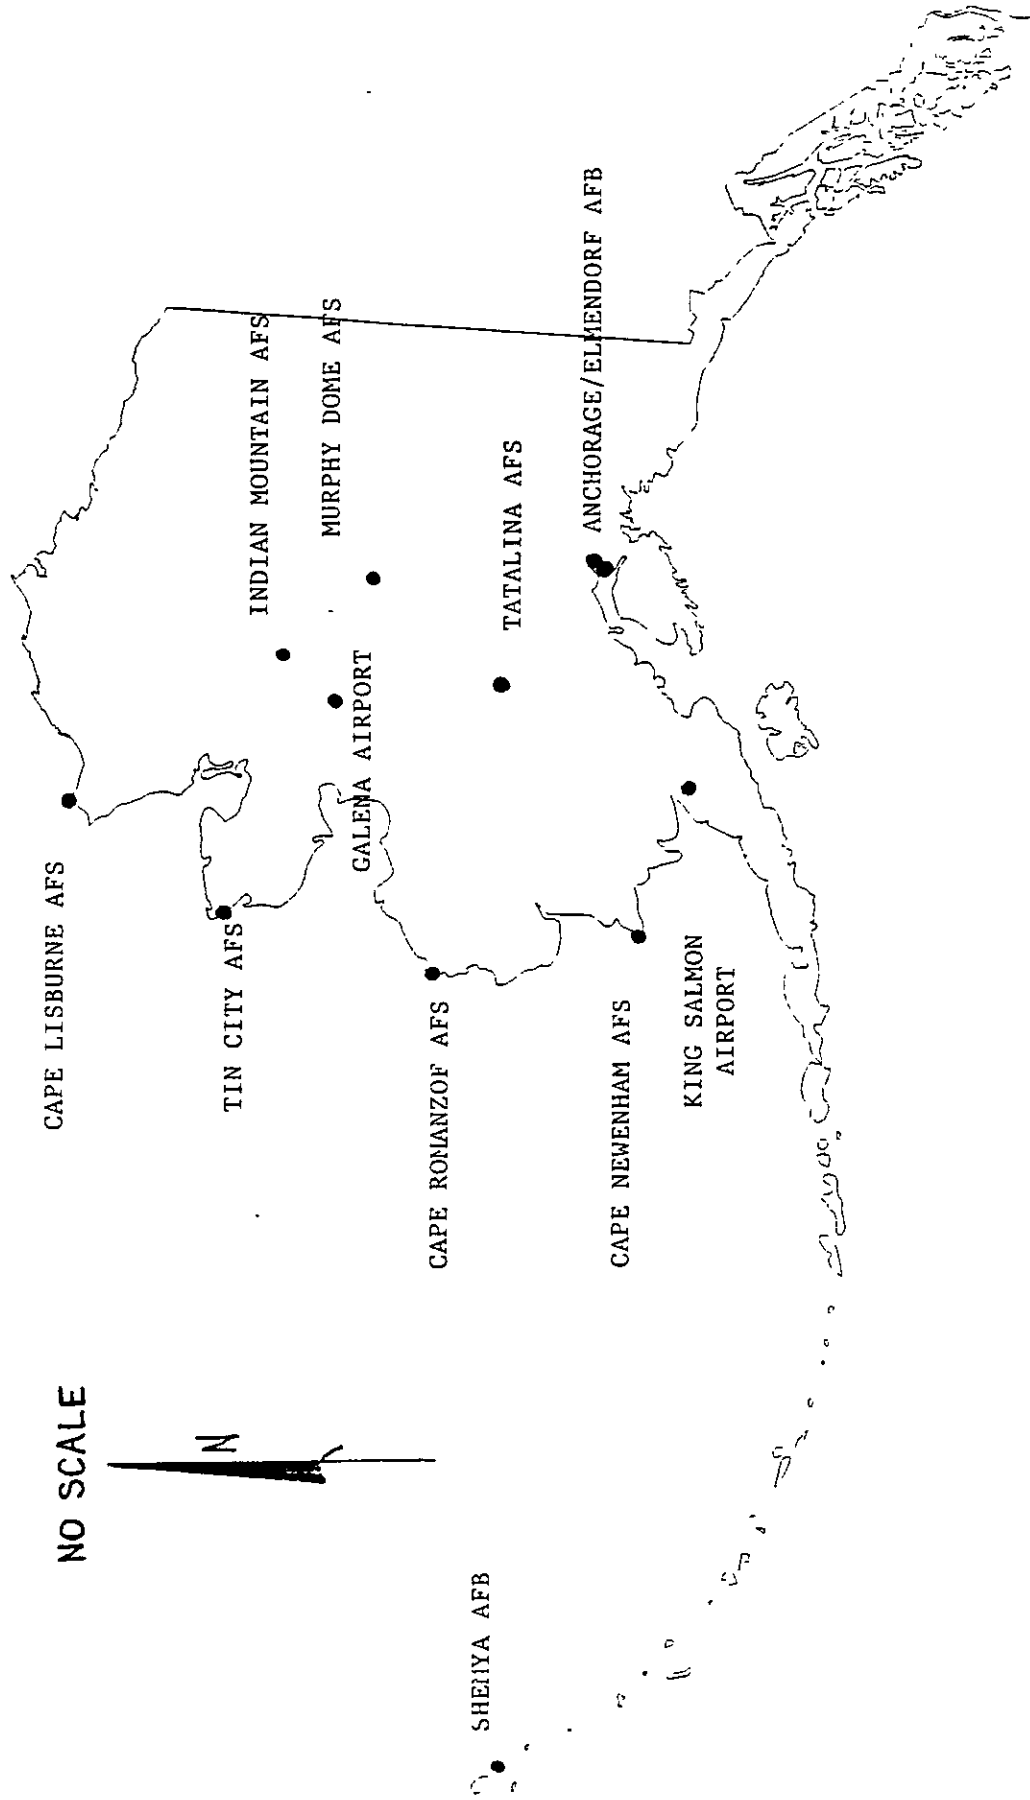 NO SCALE
N
CAPE LISBURNE AFS
TIN CITY AFS
INDIAN MOUNTAIN AFS
MURPHY DOME AFS
GALENA AIRPORT
CAPE ROMANZOF AFS
TATALINA AFS
SHEMYA AFB
ANCHORAGE/ELMENDORF AFB
CAPE NEWENHAM AFS
KING SALMON
AIRPORT